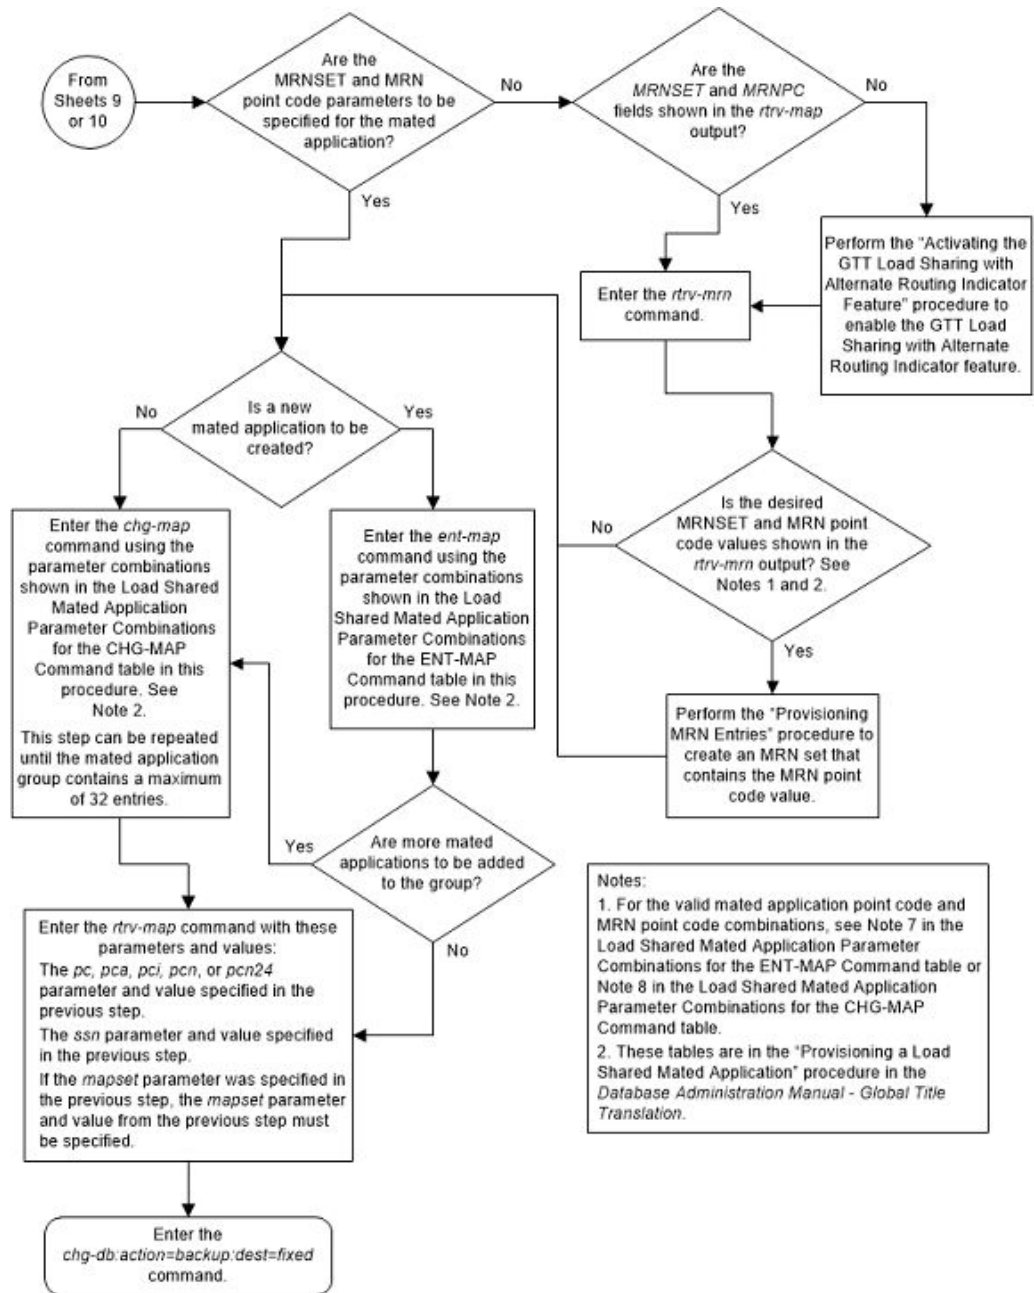 From
Sheets 9
or 10
Are the
MRNSET and MRN
point code parameters to be
specified for the mated
application?
No
Yes
Are the
MRNSET and MRNPC
fields shown in the rtrv-map
output?
No
Yes
Perform the “Activating the
GTT Load Sharing with
Alternate Routing Indicator
Feature” procedure to
enable the GTT Load
Sharing with Alternate
Routing Indicator feature.
Enter the rtrv-mrn
command.
Is the desired
MRNSET and MRN point
code values shown in the
rtrv-mrn output? See
Notes 1 and 2.
No
Yes
Perform the “Provisioning
MRN Entries” procedure to
create an MRN set that
contains the MRN point
code value.
Is a new
mated application to be
created?
No
Yes
Enter the chg-map
command using the
parameter combinations
shown in the Load Shared
Mated Application
Parameter Combinations
for the CHG-MAP
Command table in this
procedure. See
Note 2.
This step can be repeated
until the mated application
group contains a maximum
of 32 entries.
Enter the ent-map
command using the
parameter combinations
shown in the Load
Shared Mated Application
Parameter Combinations
for the ENT-MAP
Command table in this
procedure. See Note 2.
Are more mated
applications to be added
to the group?
Yes
No
Enter the rtrv-map command with these
parameters and values:
The pc, pca, pci, pcn, or pcn24
parameter and value specified in the
previous step.
The ssn parameter and value specified
in the previous step.
If the mapset parameter was specified in
the previous step, the mapset parameter
and value from the previous step must
be specified.
Enter the
chg-db:action=backup:dest=fixed
command.
Notes:
1. For the valid mated application point code and
MRN point code combinations, see Note 7 in the
Load Shared Mated Application Parameter
Combinations for the ENT-MAP Command table or
Note 8 in the Load Shared Mated Application
Parameter Combinations for the CHG-MAP
Command table.
2. These tables are in the “Provisioning a Load
Shared Mated Application” procedure in the
Database Administration Manual - Global Title
Translation.